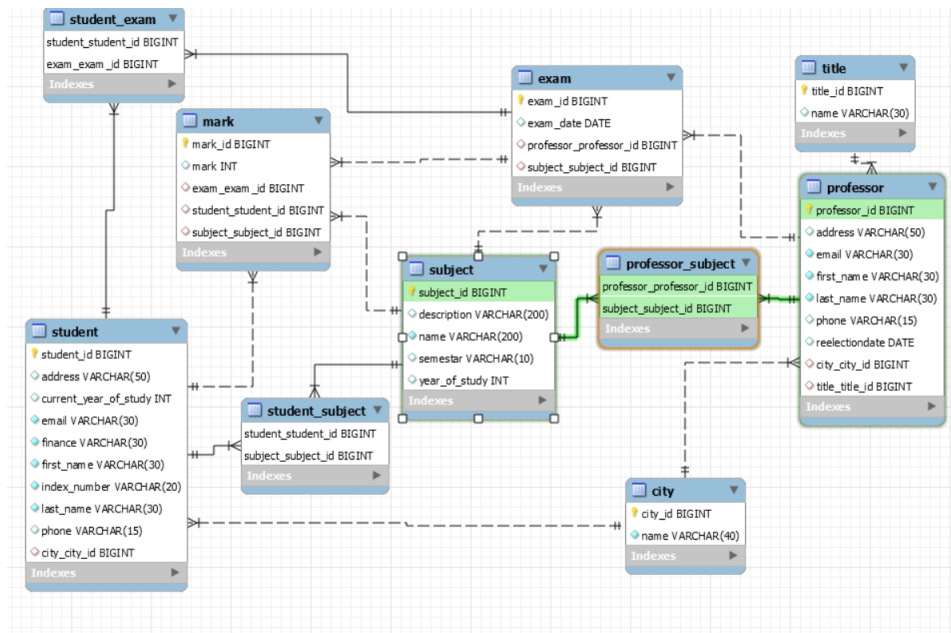 student_exam
student_student_id BIGINT
exam_exam_id BIGINT
Indexes
mark
mark_id BIGINT
mark INT
exam_exam_id BIGINT
student_student_id BIGINT
subject_subject_id BIGINT
Indexes
exam
exam_id BIGINT
exam_date DATE
professor_professor_id BIGINT
subject_subject_id BIGINT
Indexes
title
title_id BIGINT
name VARCHAR(30)
Indexes
professor
professor_id BIGINT
address VARCHAR(50)
email VARCHAR(30)
first_name VARCHAR(30)
last_name VARCHAR(30)
phone VARCHAR(15)
reelectiondate DATE
city_city_id BIGINT
title_title_id BIGINT
Indexes
subject
subject_id BIGINT
description VARCHAR(200)
name VARCHAR(200)
semestar VARCHAR(10)
year_of_study INT
Indexes
professor_subject
professor_professor_id BIGINT
subject_subject_id BIGINT
Indexes
student
student_id BIGINT
address VARCHAR(50)
current_year_of_study INT
email VARCHAR(30)
finance VARCHAR(30)
first_name VARCHAR(30)
index_number VARCHAR(20)
last_name VARCHAR(30)
phone VARCHAR(15)
city_city_id BIGINT
Indexes
student_subject
student_student_id BIGINT
subject_subject_id BIGINT
Indexes
city
city_id BIGINT
name VARCHAR(40)
Indexes